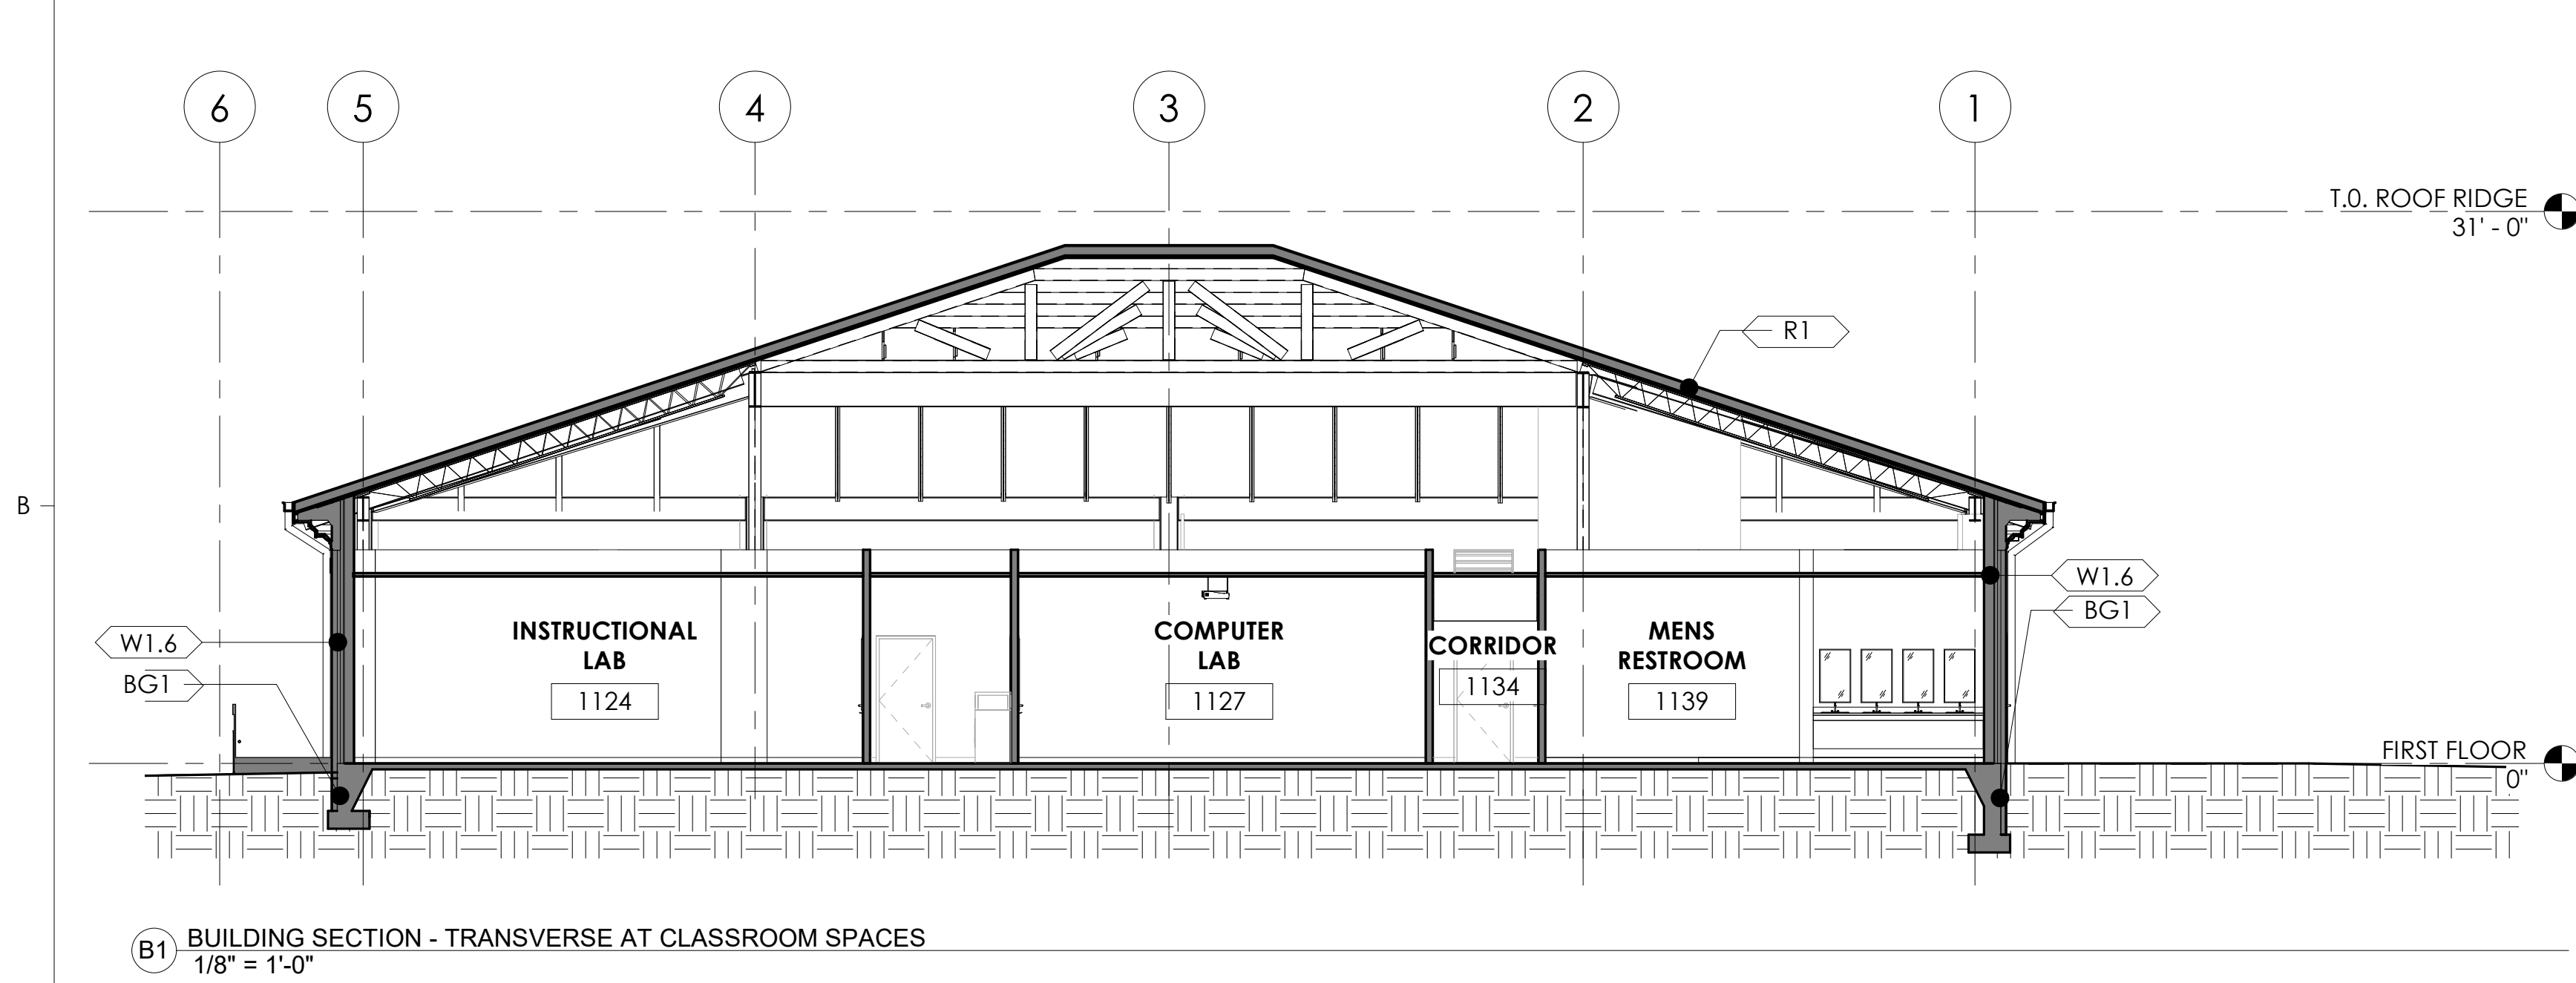 6
5
4
3
2
1
T.0. ROOF RIDGE
31' - 0"
R1
B
W1.6
BG1
INSTRUCTIONAL
LAB
1124
COMPUTER
LAB
1127
CORRIDOR
1134
MENS
RESTROOM
1139
W1.6
BG1
FIRST FLOOR
0"
B1
BUILDING SECTION - TRANSVERSE AT CLASSROOM SPACES
1/8" = 1'-0"